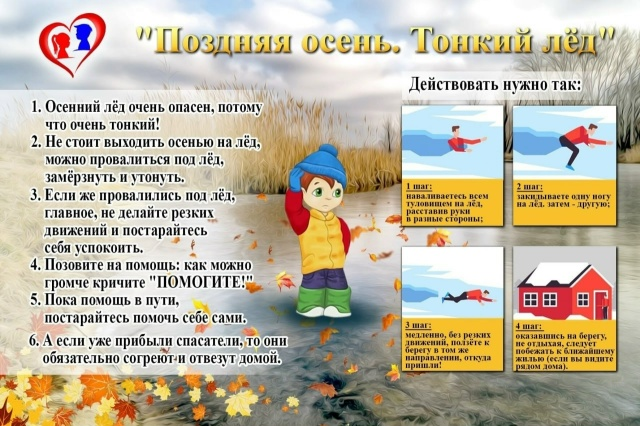 "Поздняя осень. Тонкий лёд"
1. Осенний лёд очень опасен, потому
что очень тонкий!
2. Не стоит выходить осенью на лёд,
можно провалиться под лёд,
замёрзнуть и утонуть.
3. Если же провалились под лёд,
главное, не делайте резких
движений и постарайтесь
себя успокоить.
4. Позовите на помощь: как можно
громче кричите "ПОМОГИТЕ!"
5. Пока помощь в пути,
постарайтесь помочь себе сами.
6. А если уже прибыли спасатели, то они
обязательно согреют и отвезут домой.
Действовать нужно так:
1 шаг:
наваливаетесь всем
туловищем на лёд,
расставив руки
в разные стороны;
2 шаг:
закидываете одну ногу
на лёд. затем - другую;
3 шаг:
медленно, без резких
движений, ползёте к
берегу в том же
направлении, откуда
пришли!
4 шаг:
оказавшись на берегу,
не отдыхая, следует
побежать к ближайшему
жилью (если вы видите
рядом дома).